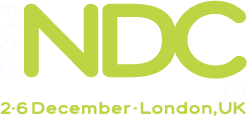 NDC
2-6 December · London, UK